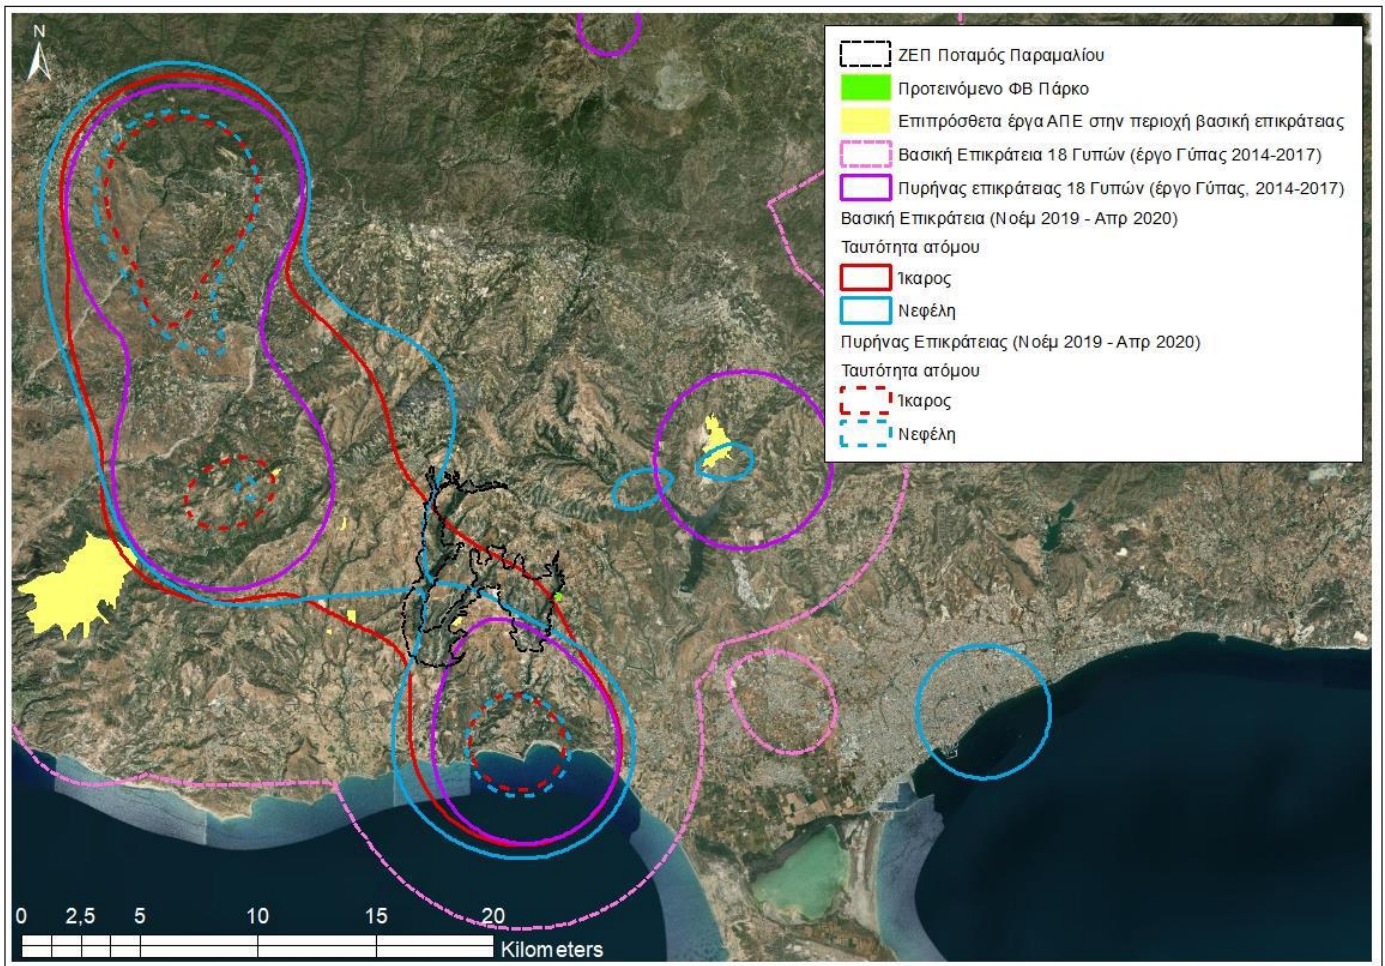 N
ΖΕΠ Ποταμός Παραμαλίου
Προτεινόμενο ΦΒ Πάρκο
Επιπρόσθετα έργα ΑΠΕ στην περιοχή βασική επικράτειας
Βασική Επικράτεια 18 Γυπών (έργο Γύπας 2014-2017)
Πυρήνας επικράτειας 18 Γυπών (έργο Γύπας, 2014-2017)
Βασική Επικράτεια (Νοέμ 2019 - Απρ 2020)
Ταυτότητα ατόμου
Ίκαρος
Νεφέλη
Πυρήνας Επικράτειας (Νοέμ 2019 - Απρ 2020)
Ταυτότητα ατόμου
Ίκαρος
Νεφέλη
0 2,5 5 10 15 20
Kilometers